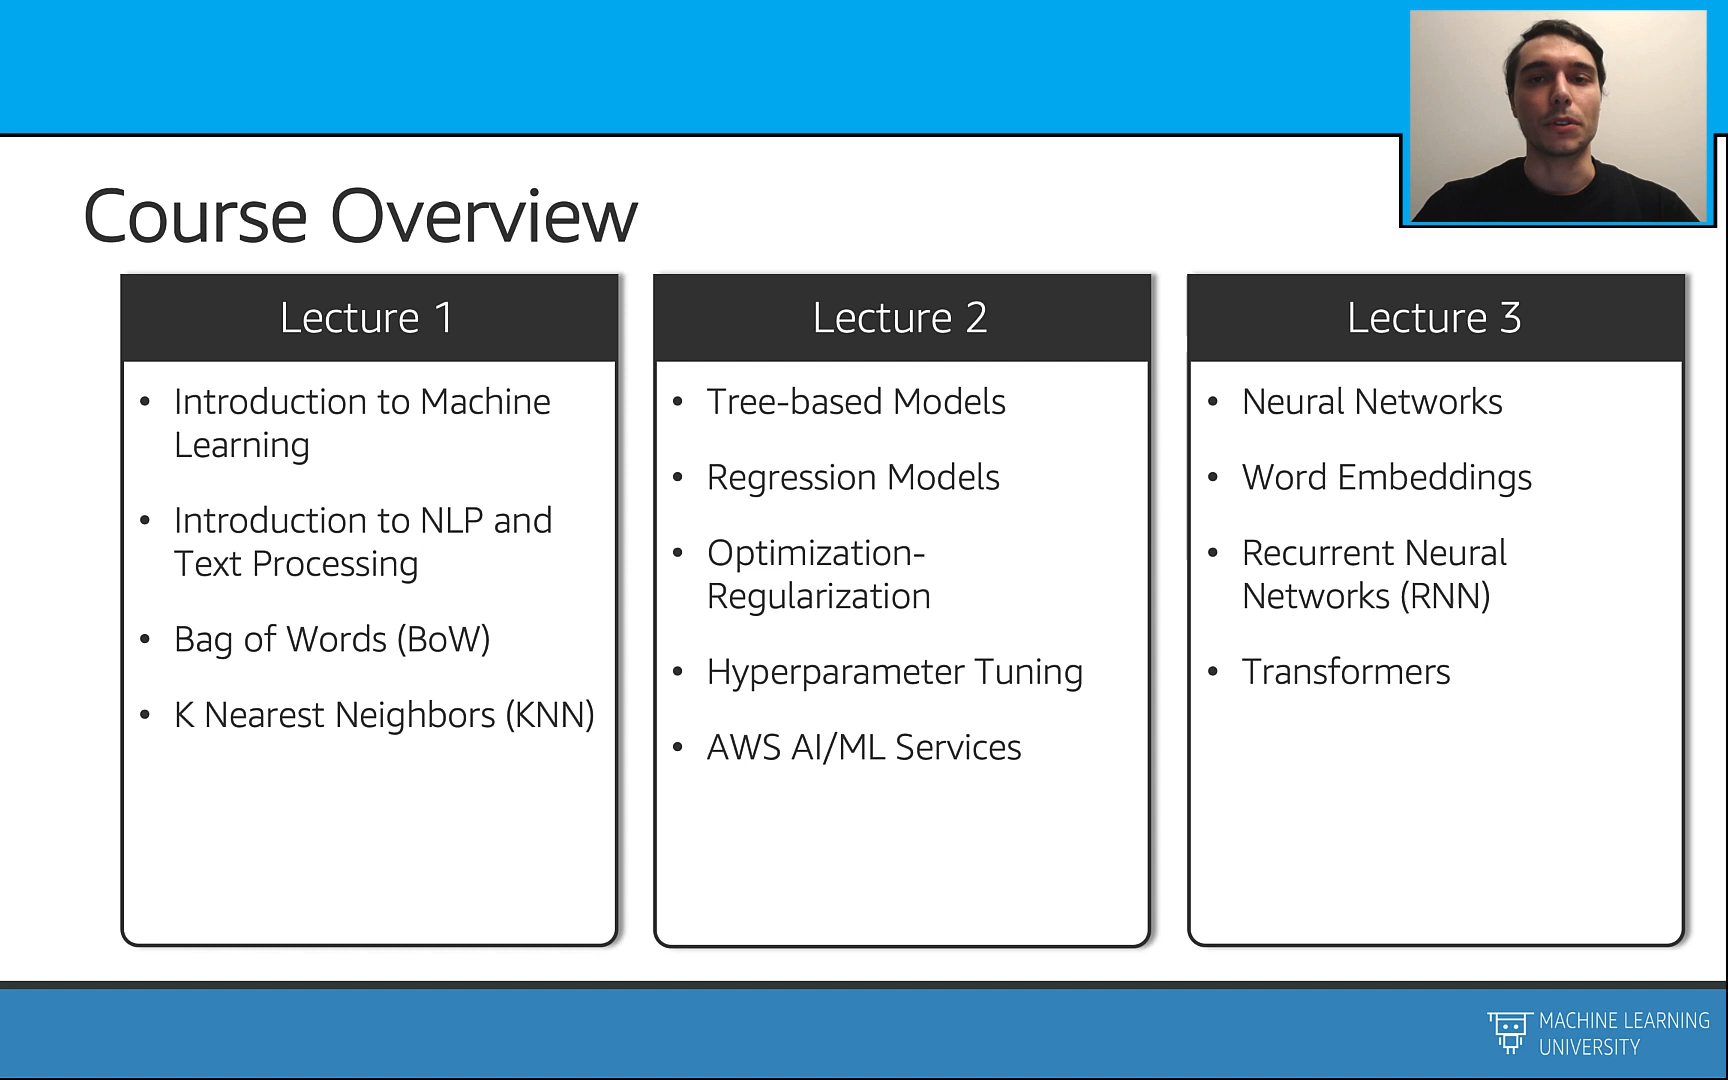 Course Overview
Lecture 1
• Introduction to Machine
Learning
• Introduction to NLP and
Text Processing
• Bag of Words (BoW)
• K Nearest Neighbors (KNN)
Lecture 2
• Tree-based Models
• Regression Models
• Optimization-
Regularization
• Hyperparameter Tuning
• AWS AI/ML Services
Lecture 3
• Neural Networks
• Word Embeddings
• Recurrent Neural
Networks (RNN)
• Transformers
MACHINE LEARNING
UNIVERSITY